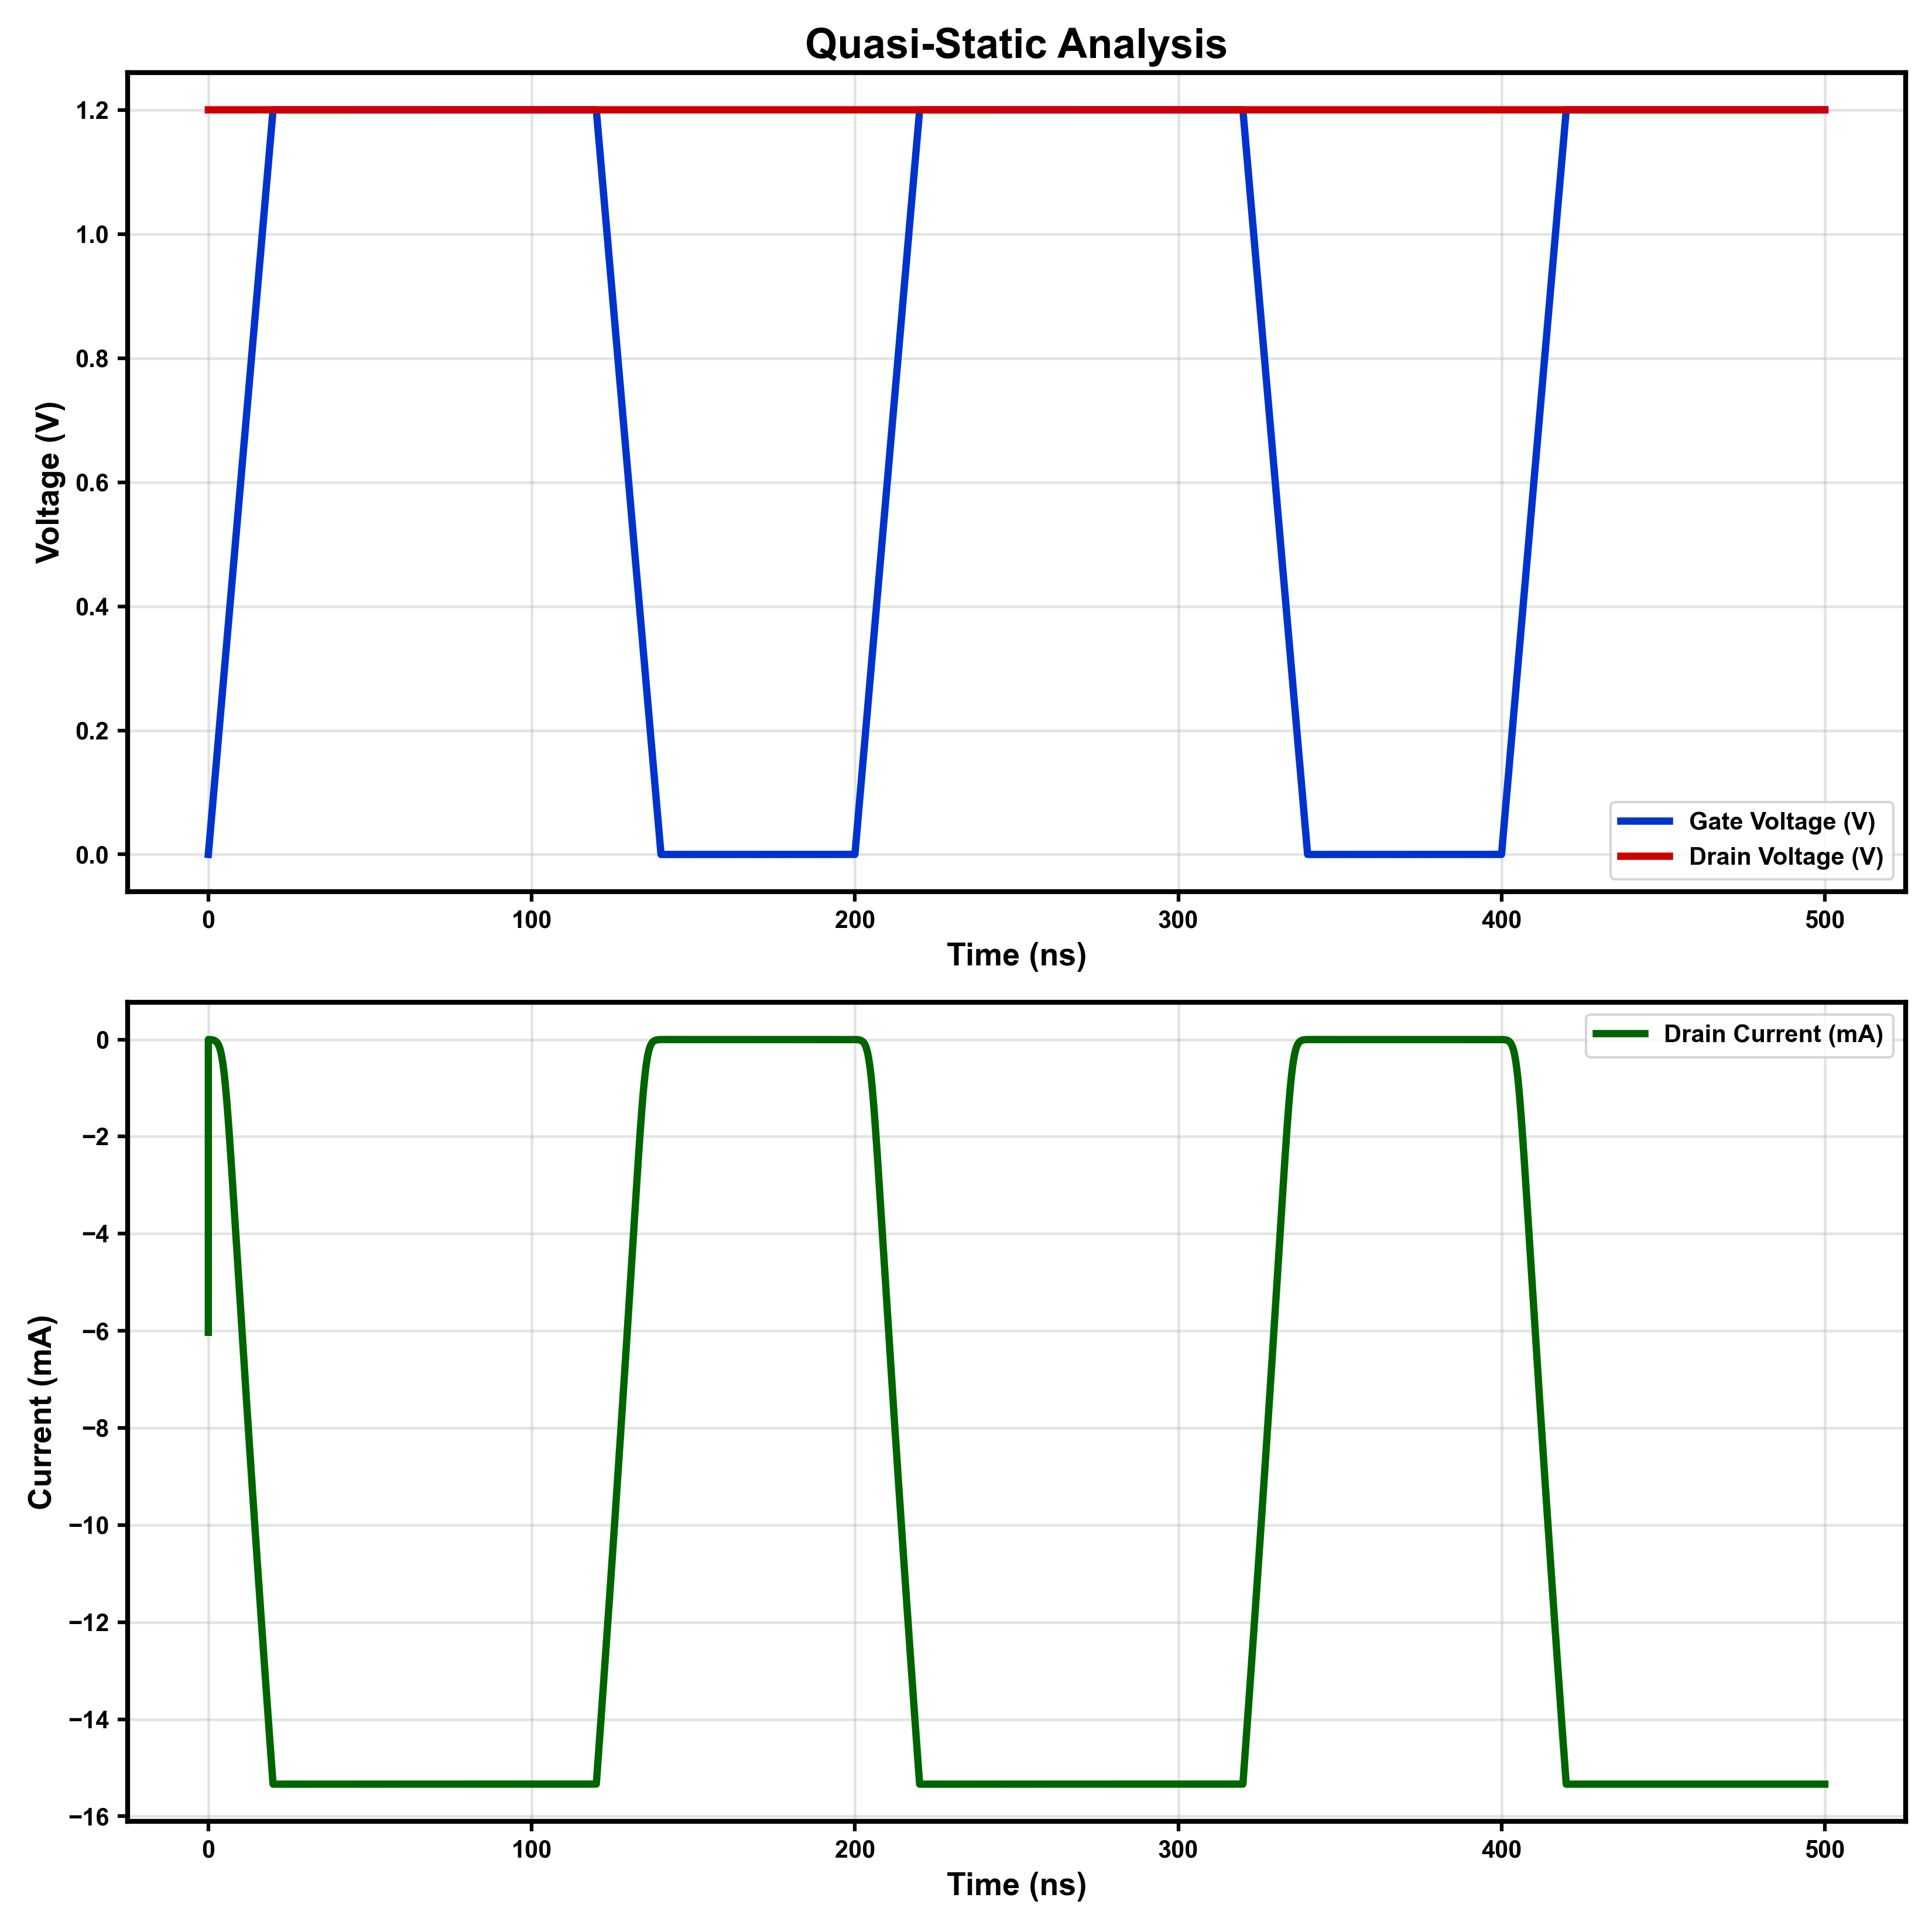 Quasi-Static Analysis
1.2
1.0
0.8
0.6
0.4
0.2
0.0
Voltage (V)
Gate Voltage (V)
Drain Voltage (V)
0 100 200 300 400 500
Time (ns)
0
−2
−4
−6
−8
−10
−12
−14
−16
Current (mA)
Drain Current (mA)
0 100 200 300 400 500
Time (ns)